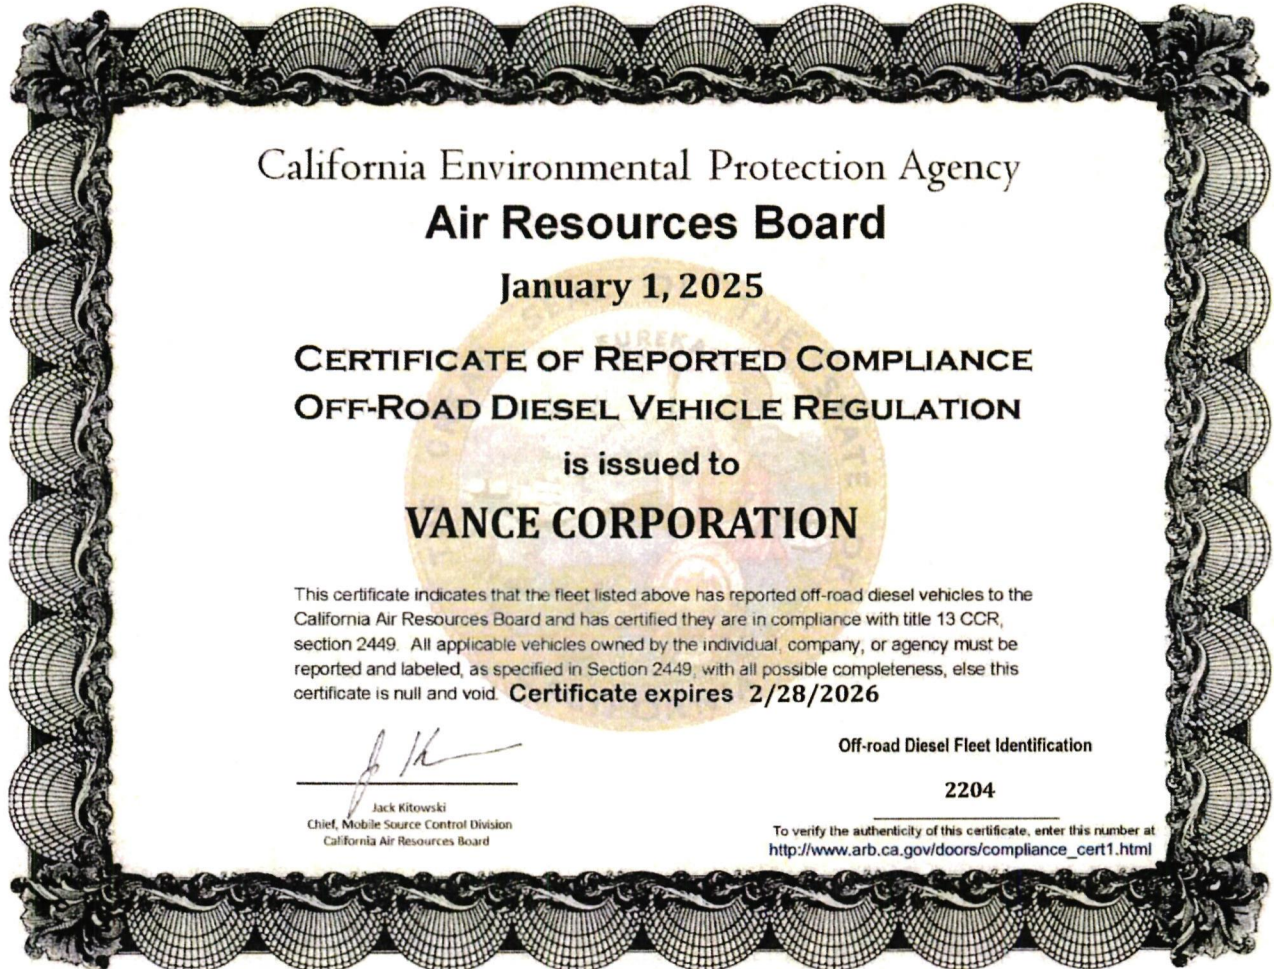 California Environmental Protection Agency
Air Resources Board
January 1, 2025
CERTIFICATE OF REPORTED COMPLIANCE
OFF-ROAD DIESEL VEHICLE REGULATION
is issued to
VANCE CORPORATION
This certificate indicates that the fleet listed above has reported off-road diesel vehicles to the
California Air Resources Board and has certified they are in compliance with title 13 CCR,
section 2449. All applicable vehicles owned by the individual, company, or agency must be
reported and labeled, as specified in Section 2449, with all possible completeness, else this
certificate is null and void. Certificate expires 2/28/2026
Jack Kitowski
Chief, Mobile Source Control Division
California Air Resources Board
Off-road Diesel Fleet Identification
2204
To verify the authenticity of this certificate, enter this number at
http://www.arb.ca.gov/doors/compliance_cert1.html